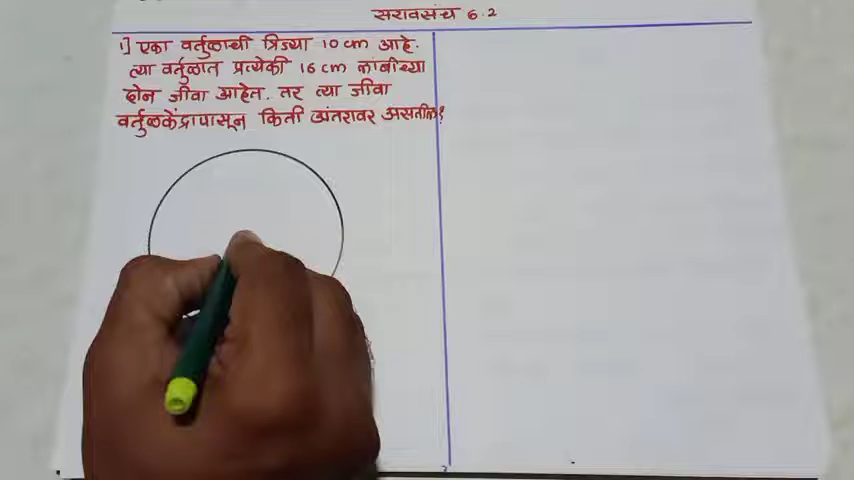 सरावसंच 6.2
1] एका वर्तुळाची त्रिज्या 10 cm आहे.
त्या वर्तुळात प्रत्येकी 16 cm लांबीच्या
दोन जीवा आहेत. तर त्या जीवा
वर्तुळकेंद्रापासून किती अंतरावर असतील?